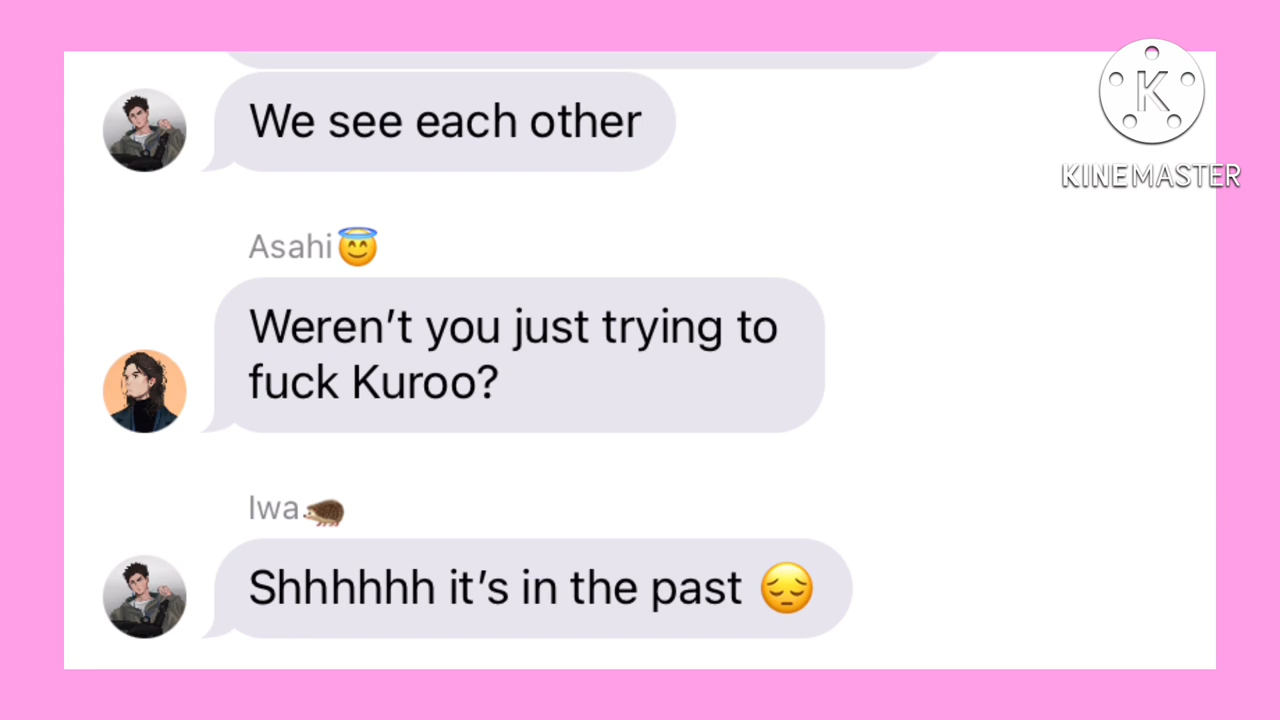 We see each other
K
KINEMASTER
Asahi😇
Weren’t you just trying to
fuck Kuroo?
Iwa🦔
Shhhhhh it’s in the past 😔